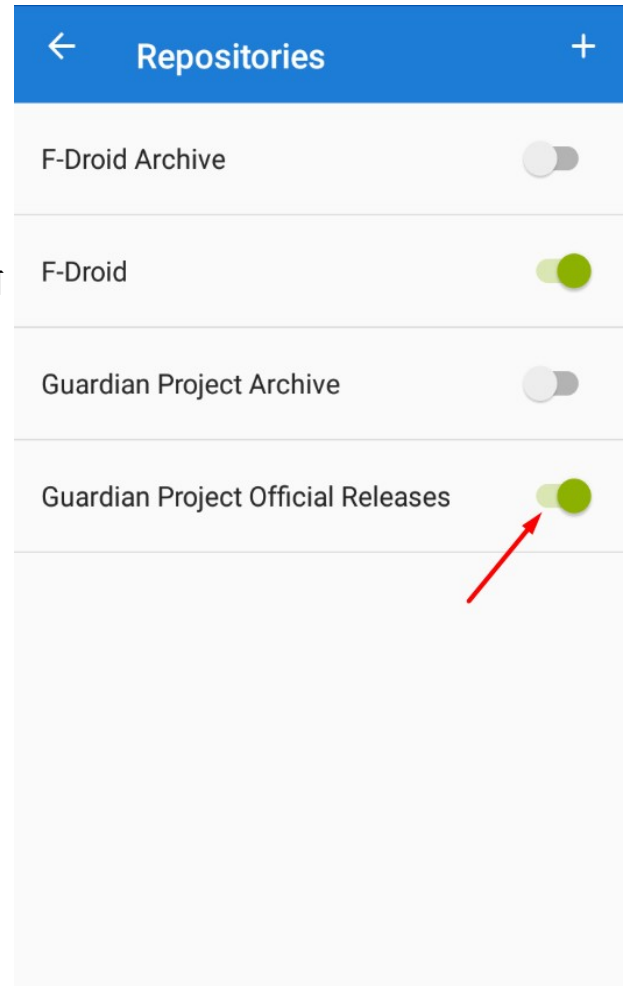 Repositories
F-Droid Archive
F-Droid
Guardian Project Archive
Guardian Project Official Releases